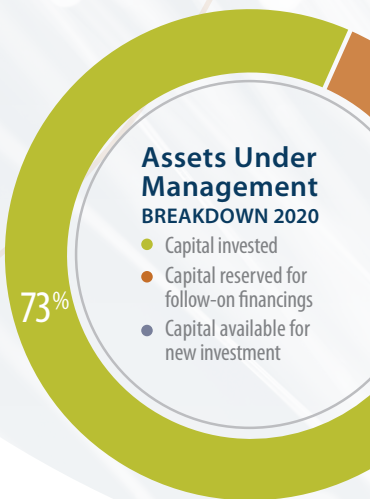 Assets Under
Management
BREAKDOWN 2020
Capital invested
Capital reserved for
follow-on financings
Capital available for
new investment
73%